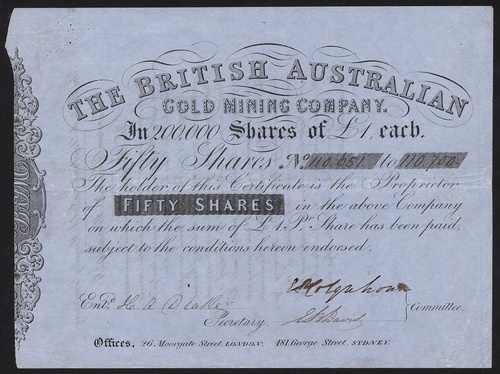 THE BRITISH AUSTRALIAN
GOLD MINING COMPANY.
In 200,000 Shares of £1 each.
Fifty Shares No. 110,651 to 110,700
The holder of this Certificate is the Proprietor
of FIFTY SHARES in the above Company
on which the sum of £1. Pr. Share has been paid,
subject to the conditions hereon endorsed.
Entd. H A
Committee.
Secretary.
Offices, 26, Moorgate Street, LONDON. 481, George Street, SYDNEY.